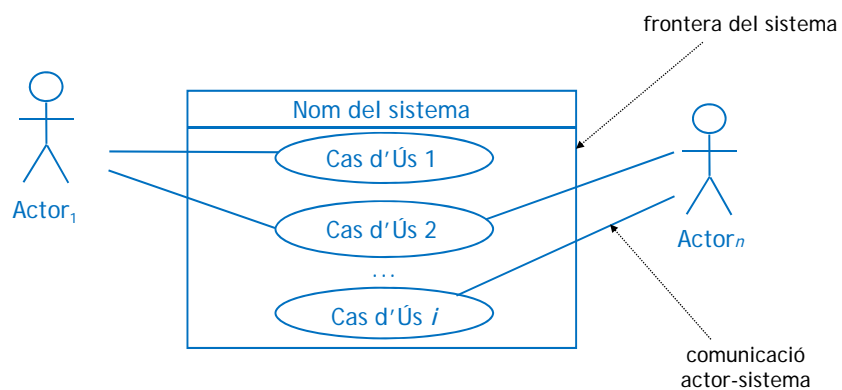 frontera del sistema
Nom del sistema
Cas d'Ús 1
Actor₁
Cas d'Ús 2
Actorn
...
Cas d'Ús i
comunicació
actor-sistema